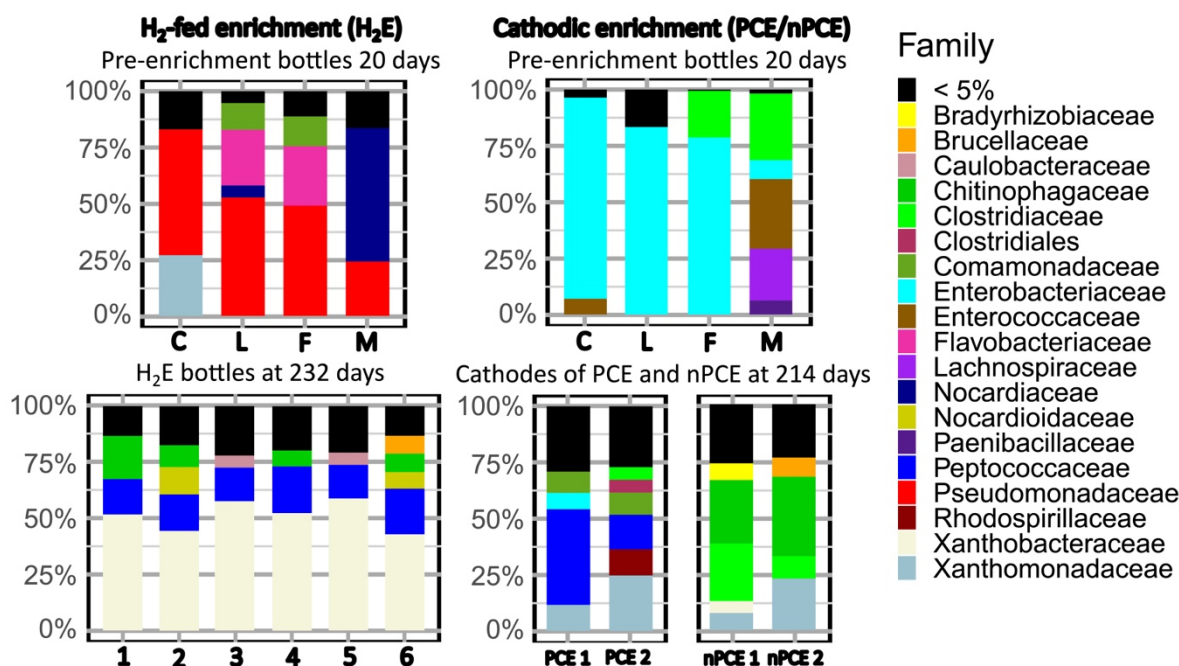 H₂-fed enrichment (H₂E)
Pre-enrichment bottles 20 days
100%
75%
50%
25%
0%
C L F M
Cathodic enrichment (PCE/nPCE)
Pre-enrichment bottles 20 days
100%
75%
50%
25%
0%
C L F M
H₂E bottles at 232 days
100%
75%
50%
25%
0%
1 2 3 4 5 6
Cathodes of PCE and nPCE at 214 days
100%
75%
50%
25%
0%
PCE 1 PCE 2 nPCE 1 nPCE 2
Family
< 5%
Bradyrhizobiaceae
Brucellaceae
Caulobacteraceae
Chitinophagaceae
Clostridiaceae
Clostridiales
Comamonadaceae
Enterobacteriaceae
Enterococcaceae
Flavobacteriaceae
Lachnospiraceae
Nocardiaceae
Nocardioidaceae
Paenibacillaceae
Peptococcaceae
Pseudomonadaceae
Rhodospirillaceae
Xanthobacteraceae
Xanthomonadaceae